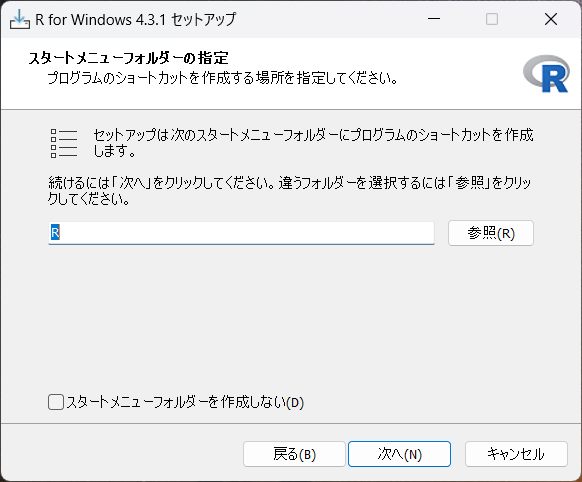 R for Windows 4.3.1 セットアップ
スタートメニューフォルダーの指定
プログラムのショートカットを作成する場所を指定してください。
R
セットアップは次のスタートメニューフォルダーにプログラムのショートカットを作成
します。
続けるには「次へ」をクリックしてください。違うフォルダーを選択するには「参照」をクリッ
クしてください。
R
参照(R)
スタートメニューフォルダーを作成しない(D)
戻る(B)
次へ(N)
キャンセル